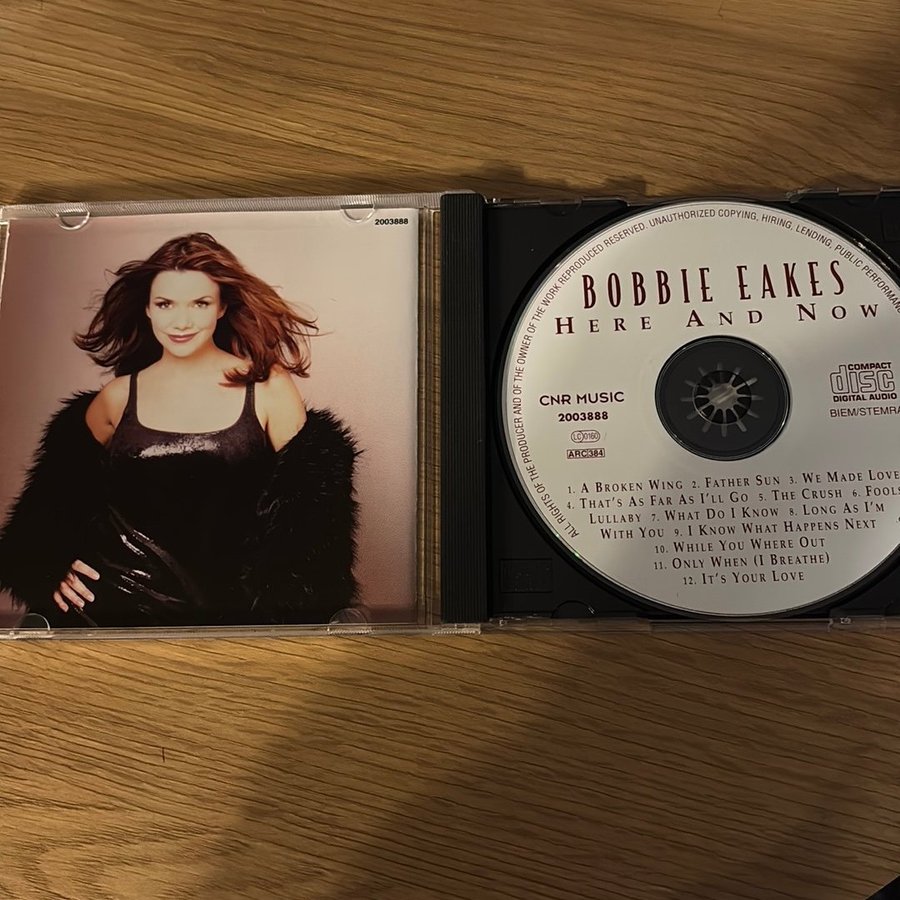 2003888
ALL RIGHTS OF THE PRODUCER AND OF THE OWNER OF THE WORK REPRODUCED RESERVED. UNAUTHORIZED COPYING, HIRING, LENDING, PUBLIC PERFORMANCE
BOBBIE EAKES
HERE AND NOW
CNR MUSIC
2003888
LC 0160
ARC 384
COMPACT
disc
DIGITAL AUDIO
BIEM/STEMRA
1. A BROKEN WING 2. FATHER SUN 3. WE MADE LOVE
4. THAT'S AS FAR AS I'LL GO 5. THE CRUSH 6. FOOLS
LULLABY 7. WHAT DO I KNOW 8. LONG AS I'M
WITH YOU 9. I KNOW WHAT HAPPENS NEXT
10. WHILE YOU WHERE OUT
11. ONLY WHEN (I BREATHE)
12. IT'S YOUR LOVE